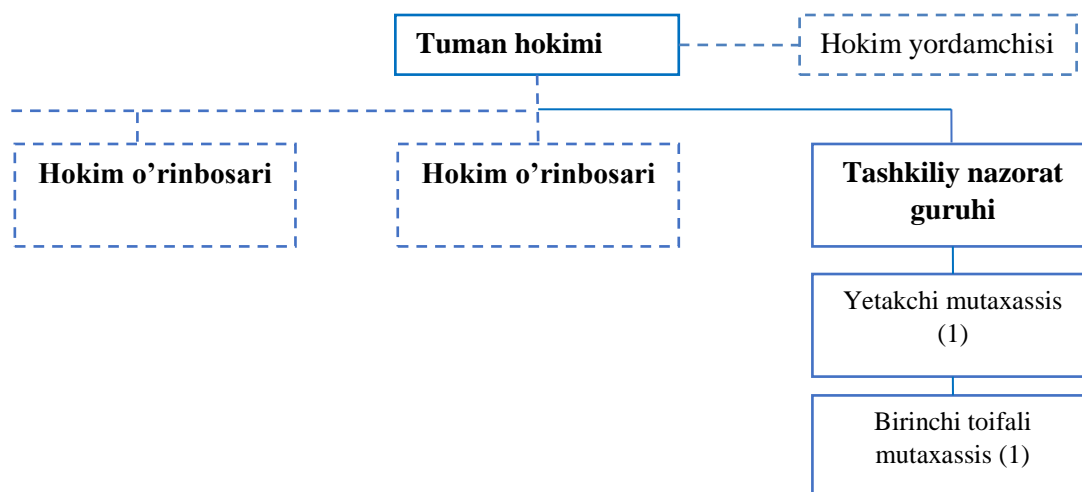 Tuman hokimi
Hokim yordamchisi
Hokim o’rinbosari
Hokim o’rinbosari
Tashkiliy nazorat
guruhi
Yetakchi mutaxassis
(1)
Birinchi toifali
mutaxassis (1)